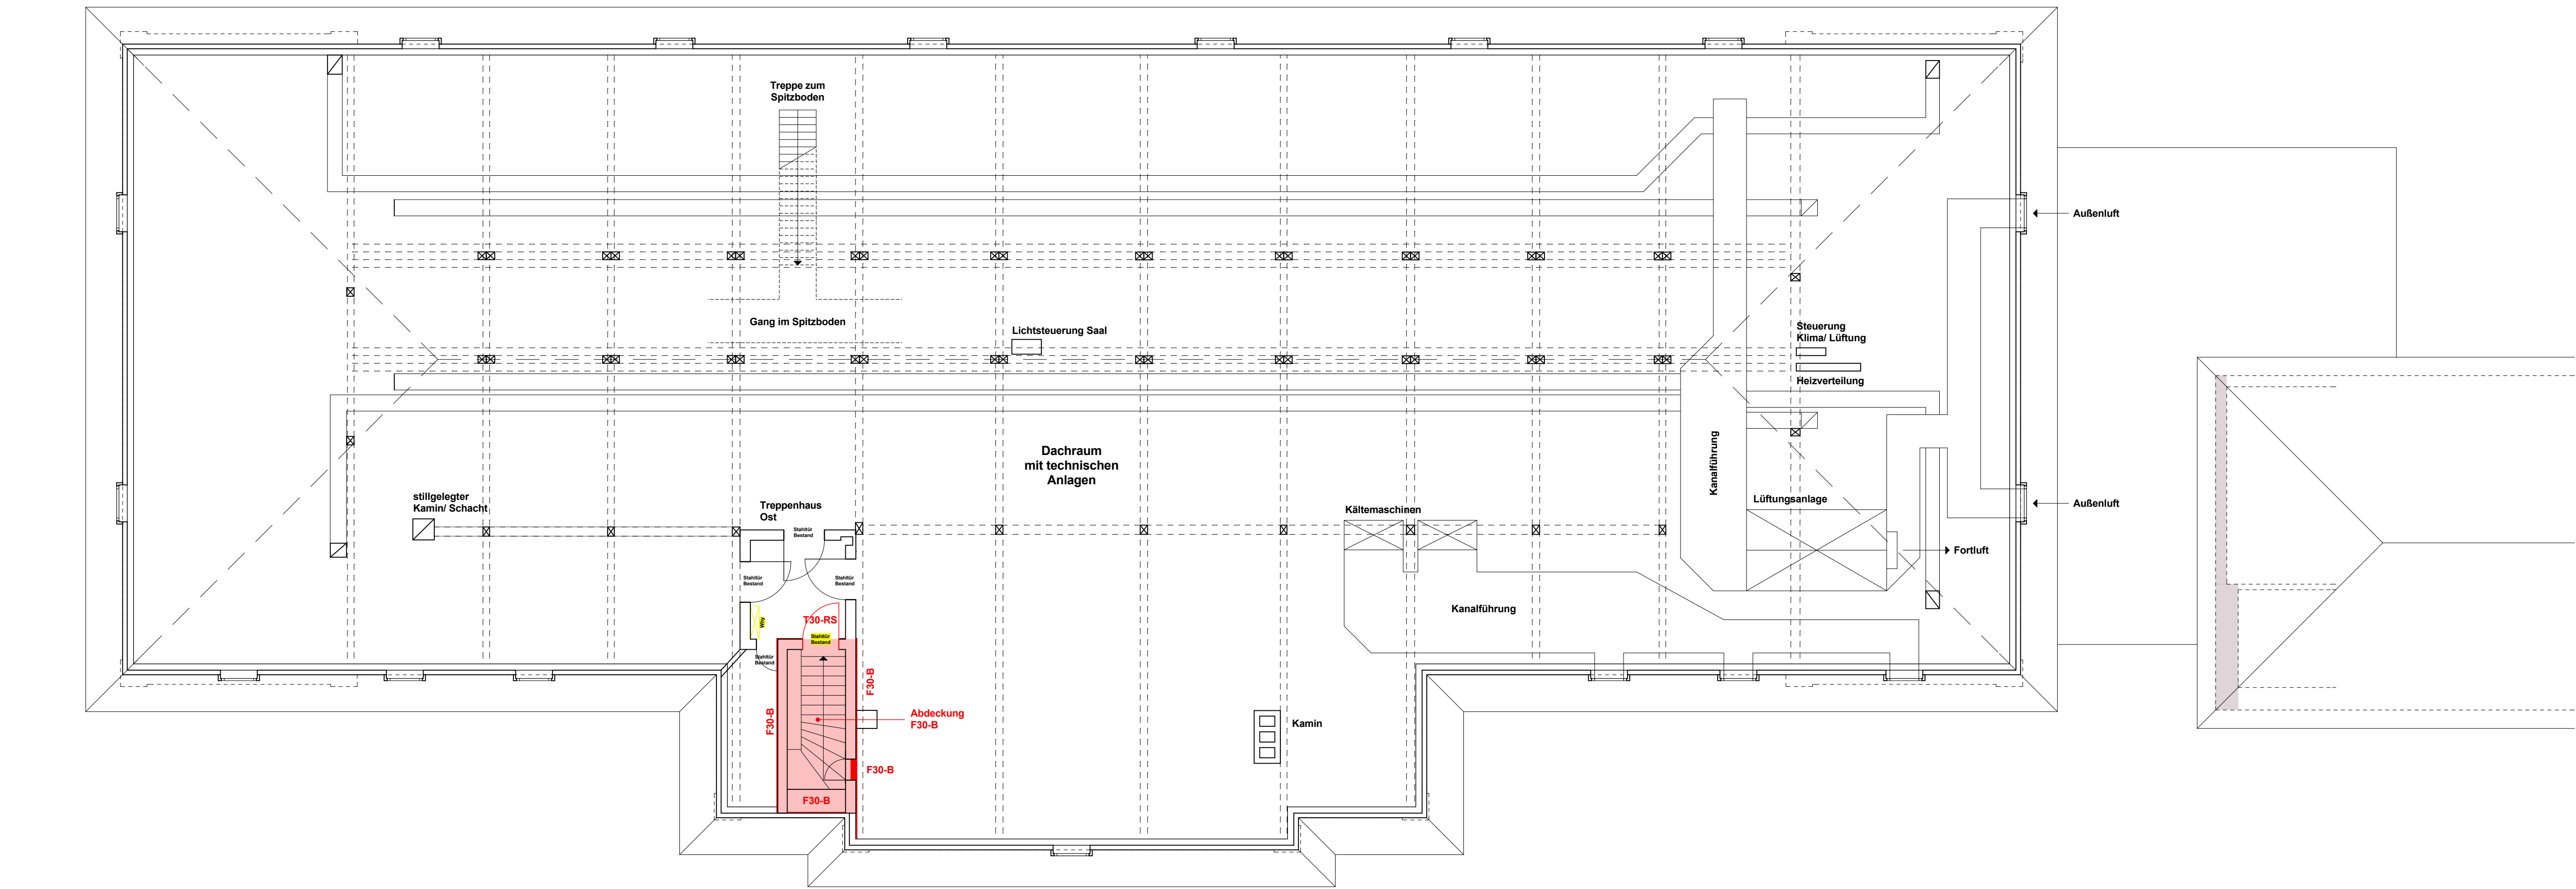 Treppe zum
Spitzboden
Außenluft
Gang im Spitzboden
Lichtsteuerung Saal
Steuerung
Klima/ Lüftung
Heizverteilung
Kanalführung
Dachraum
mit technischen
Anlagen
stillgelegter
Kamin/ Schacht
Treppenhaus
Ost
Stahltür
Bestand
Kältemaschinen
Lüftungsanlage
Außenluft
Fortluft
Stahltür
Bestand
Stahltür
Bestand
Kanalführung
Why
T30-RS
Stahltür
Bestand
Stahltür
Bestand
F30-B
F30-B
Abdeckung
F30-B
Kamin
F30-B
F30-B